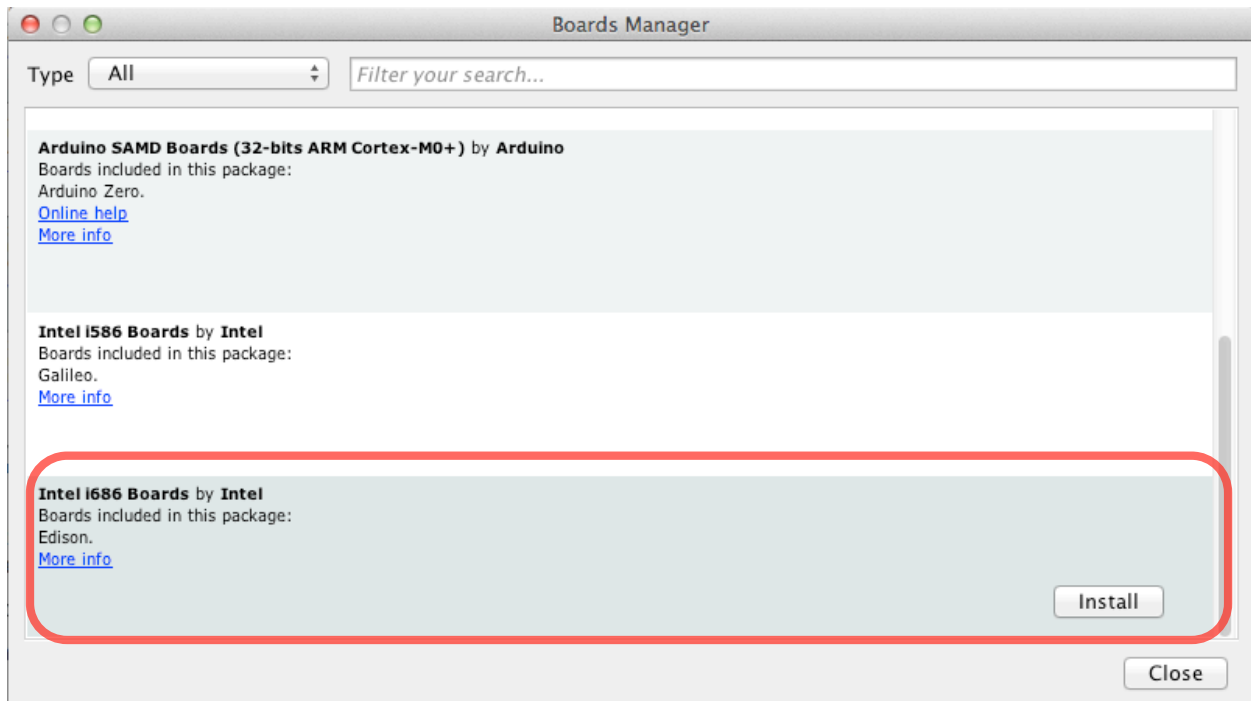 Boards Manager
Type All Filter your search...
Arduino SAMD Boards (32-bits ARM Cortex-M0+) by Arduino
Boards included in this package:
Arduino Zero.
Online help
More info
Intel i586 Boards by Intel
Boards included in this package:
Galileo.
More info
Intel i686 Boards by Intel
Boards included in this package:
Edison.
More info
Install
Close